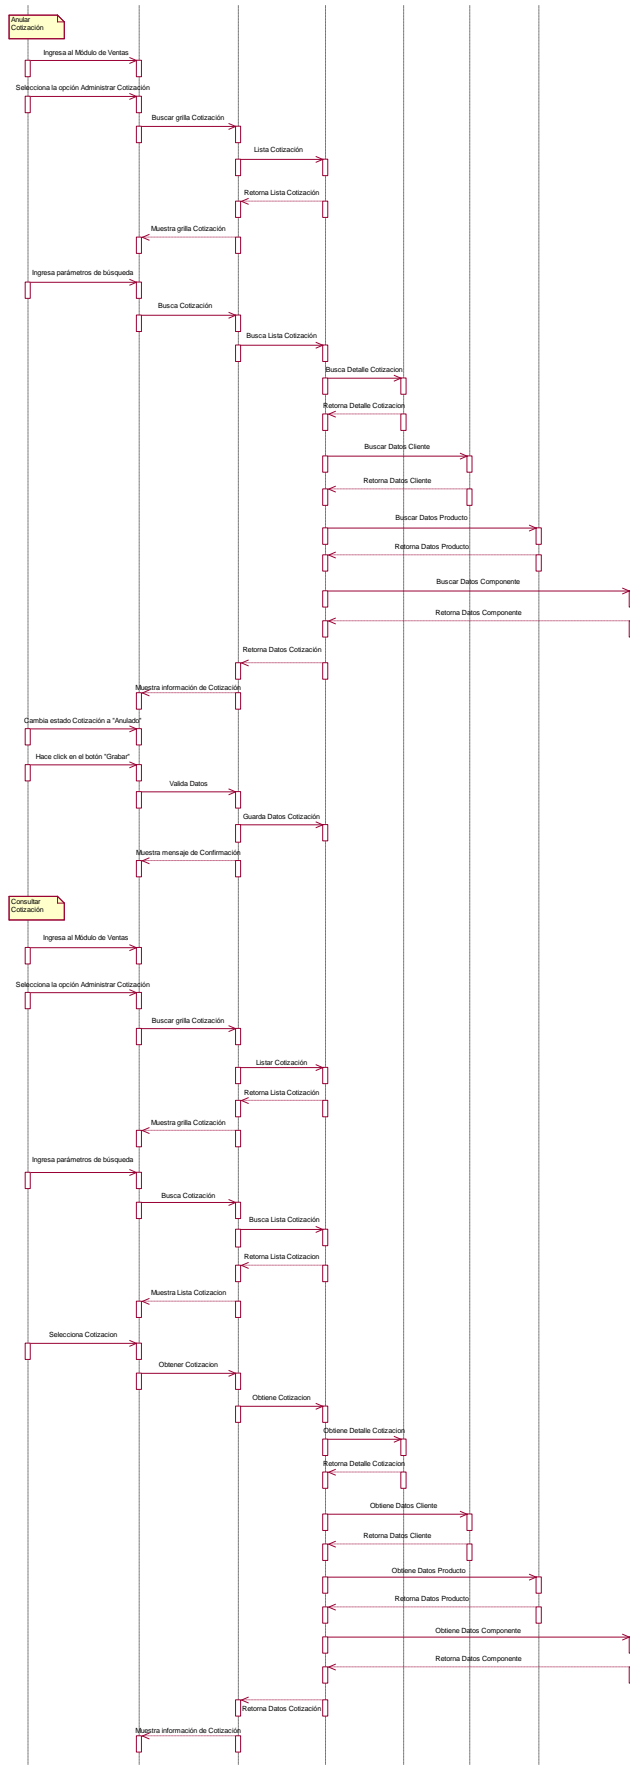 Anular
Cotización
Ingresa al Módulo de Ventas
Selecciona la opción Administrar Cotización
Buscar grilla Cotización
Lista Cotización
Retorna Lista Cotización
Muestra grilla Cotización
Ingresa parámetros de búsqueda
Busca Cotización
Busca Lista Cotización
Busca Detalle Cotizacion
Retorna Detalle Cotizacion
Buscar Datos Cliente
Retorna Datos Cliente
Buscar Datos Producto
Retorna Datos Producto
Buscar Datos Componente
Retorna Datos Componente
Retorna Datos Cotización
Muestra información de Cotización
Cambia estado Cotización a "Anulado"
Hace click en el botón "Grabar"
Valida Datos
Guarda Datos Cotización
Muestra mensaje de Confirmación
Consultar
Cotización
Ingresa al Módulo de Ventas
Selecciona la opción Administrar Cotización
Buscar grilla Cotización
Listar Cotización
Retorna Lista Cotización
Muestra grilla Cotización
Ingresa parámetros de búsqueda
Busca Cotización
Busca Lista Cotización
Retorna Lista Cotizacion
Muestra Lista Cotizacion
Selecciona Cotizacion
Obtener Cotizacion
Obtiene Cotizacion
Obtiene Detalle Cotizacion
Retorna Detalle Cotizacion
Obtiene Datos Cliente
Retorna Datos Cliente
Obtiene Datos Producto
Retorna Datos Producto
Obtiene Datos Componente
Retorna Datos Componente
Retorna Datos Cotización
Muestra información de Cotización